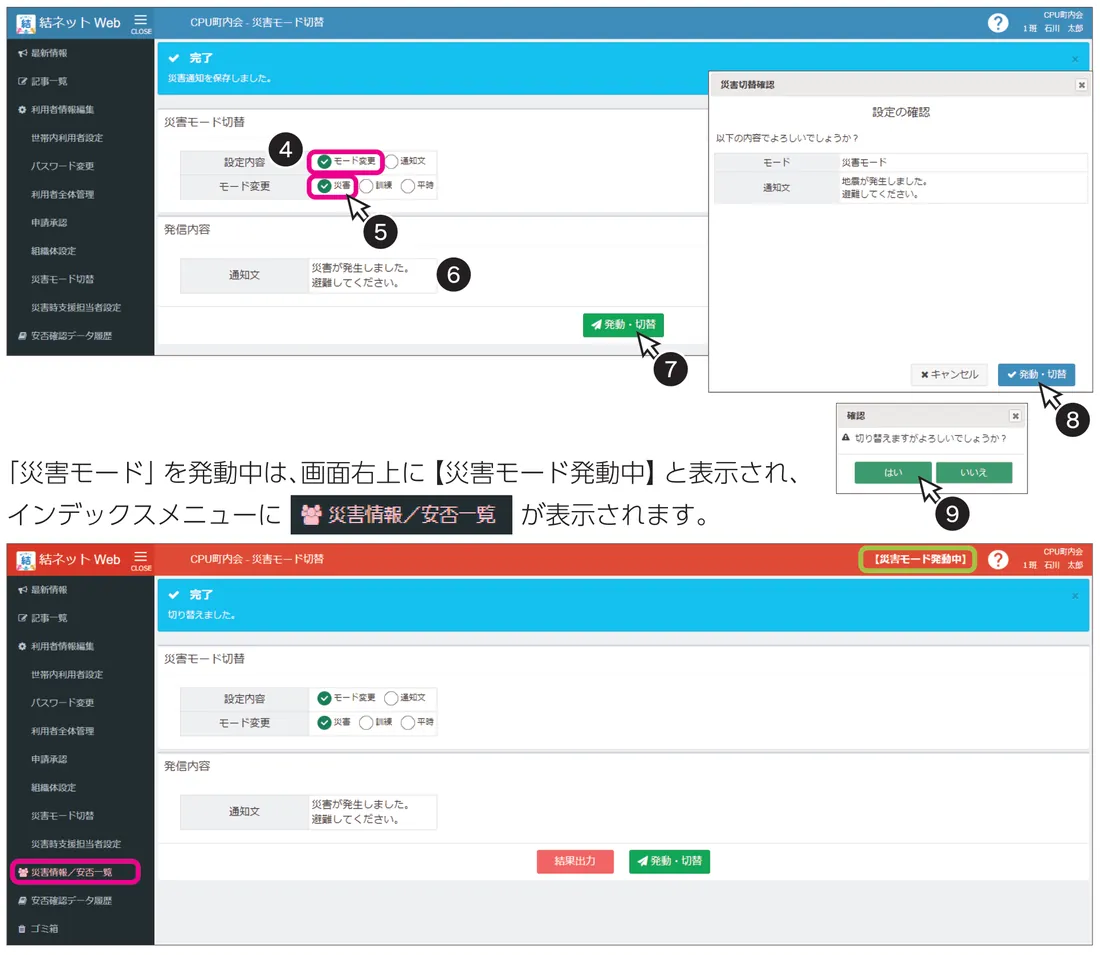 結 結ネット Web CLOSE CPU町内会 - 災害モード切替 ? CPU町内会
1班 石川 太郎
最新情報
記事一覧
利用者情報編集
世帯内利用者設定
パスワード変更
利用者全体管理
申請承認
組織体設定
災害モード切替
災害時支援担当者設定
安否確認データ履歴
完了 ×
災害通知を保存しました。
災害モード切替
設定内容 4 モード変更 通知文
モード変更 災害 訓練 平時
5
発信内容
通知文 災害が発生しました。
避難してください。
6
発動・切替
7
災害切替確認 ×
設定の確認
以下の内容でよろしいでしょうか？
モード 災害モード
通知文 地震が発生しました。
避難してください。
キャンセル 発動・切替
8
確認 ×
切り替えますがよろしいでしょうか？
はい いいえ
9
「災害モード」を発動中は、画面右上に【災害モード発動中】と表示され、
インデックスメニューに 災害情報／安否一覧 が表示されます。
結 結ネット Web CLOSE CPU町内会 - 災害モード切替 【災害モード発動中】 ? CPU町内会
1班 石川 太郎
最新情報
記事一覧
利用者情報編集
世帯内利用者設定
パスワード変更
利用者全体管理
申請承認
組織体設定
災害モード切替
災害時支援担当者設定
災害情報／安否一覧
安否確認データ履歴
ゴミ箱
完了 ×
切り替えました。
災害モード切替
設定内容 モード変更 通知文
モード変更 災害 訓練 平時
発信内容
通知文 災害が発生しました。
避難してください。
結果出力 発動・切替